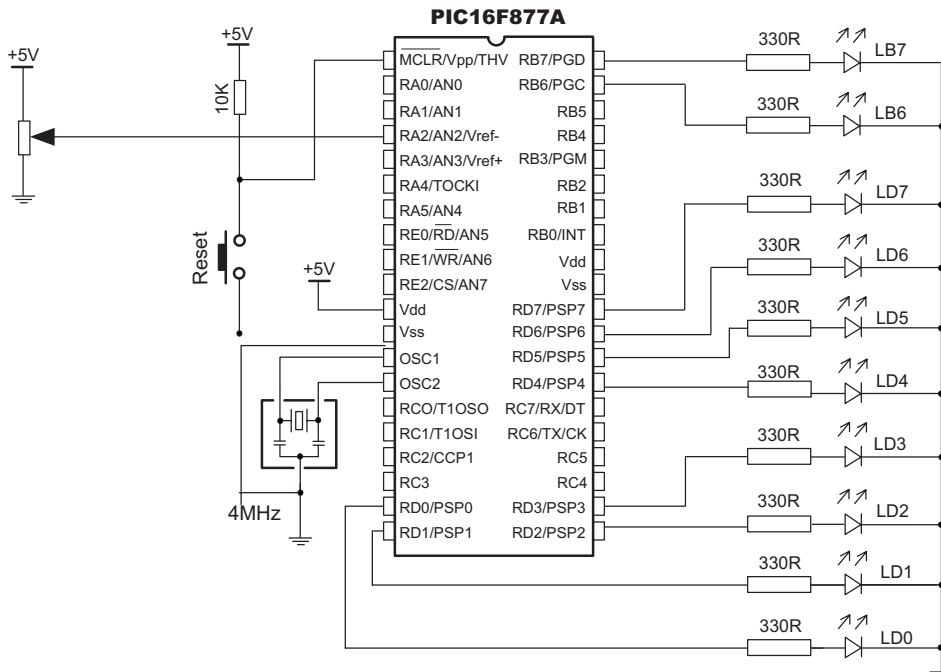 PIC16F877A
+5V
+5V
10K
Reset
+5V
4MHz
MCLR/Vpp/THV
RA0/AN0
RA1/AN1
RA2/AN2/Vref-
RA3/AN3/Vref+
RA4/TOCKI
RA5/AN4
RE0/RD/AN5
RE1/WR/AN6
RE2/CS/AN7
Vdd
Vss
OSC1
OSC2
RCO/T1OSO
RC1/T1OSI
RC2/CCP1
RC3
RD0/PSP0
RD1/PSP1
RB7/PGD
RB6/PGC
RB5
RB4
RB3/PGM
RB2
RB1
RB0/INT
Vdd
Vss
RD7/PSP7
RD6/PSP6
RD5/PSP5
RD4/PSP4
RC7/RX/DT
RC6/TX/CK
RC5
RC4
RD3/PSP3
RD2/PSP2
330R LB7
330R LB6
330R LD7
330R LD6
330R LD5
330R LD4
330R LD3
330R LD2
330R LD1
330R LD0